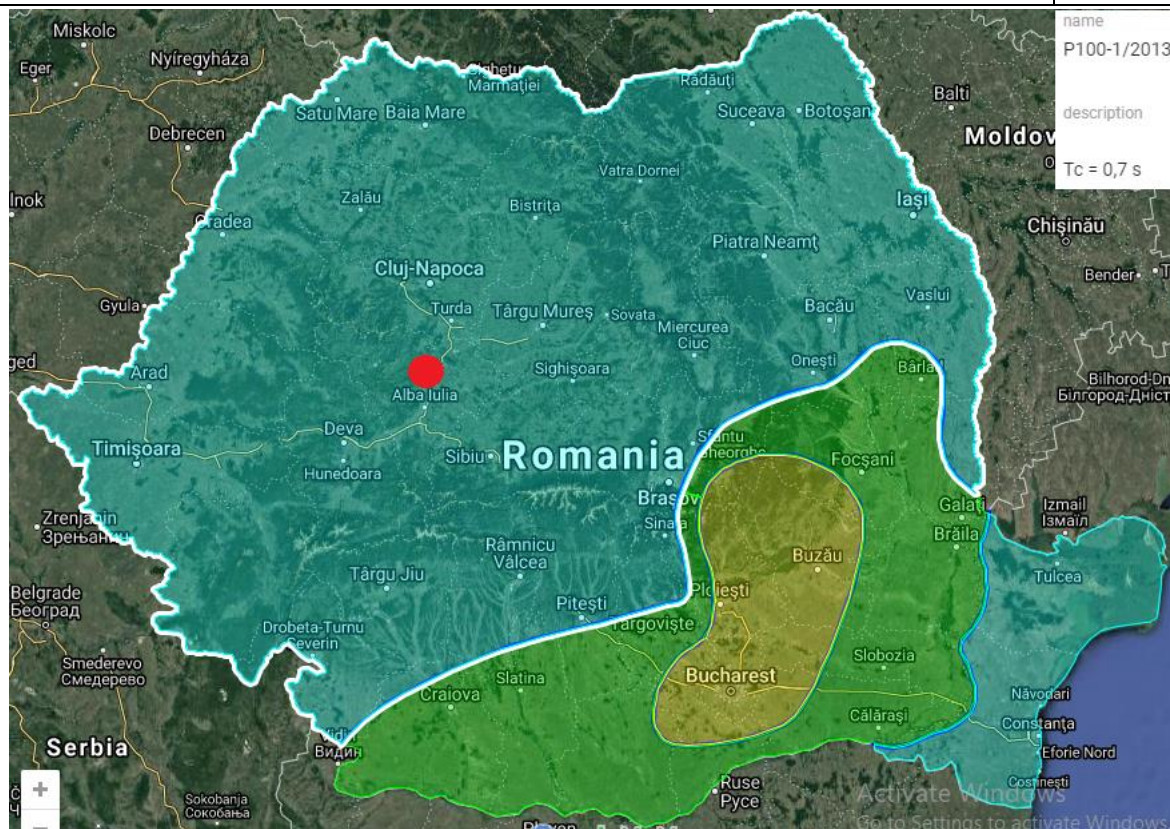 name
P100-1/2013
description
Tc = 0,7 s
Miskolc
Nyíregyháza
Eger
Marmației
Rădăuți
Balti
Satu Mare
Baia Mare
Suceava
Botoșan
Debrecen
Moldov
Vatra Dornei
Zalău
Bistrița
Iași
Oradea
Chișinău
Piatra Neamț
Cluj-Napoca
Bender
Gyula
Turda
Târgu Mureș
Sovata
Bacău
Vaslui
Miercurea
Ciuc
Arad
Sighișoara
Onești
Bârlad
Bilhorod-Dn
Білгород-Дніст
Alba Iulia
Deva
Timișoara
Sibiu
Romania
Sfântu
Gheorghe
Focșani
Hunedoara
Brașov
Galați
Izmail
Ізмаїл
Zrenjanin
Зрењанин
Sinaia
Brăila
Râmnicu
Vâlcea
Buzău
Târgu Jiu
Tulcea
Belgrade
Београд
Ploiești
Pitești
Târgoviște
Drobeta-Turnu
Severin
Slobozia
Smederevo
Смедерево
Slatina
Bucharest
Craiova
Năvodari
Călărași
Constanța
Serbia
Vidi
Видин
Eforie Nord
Costinești
Ruse
Русе
Sokobanja
Сокобања
Activate Windows
Go to Settings to activate Windows